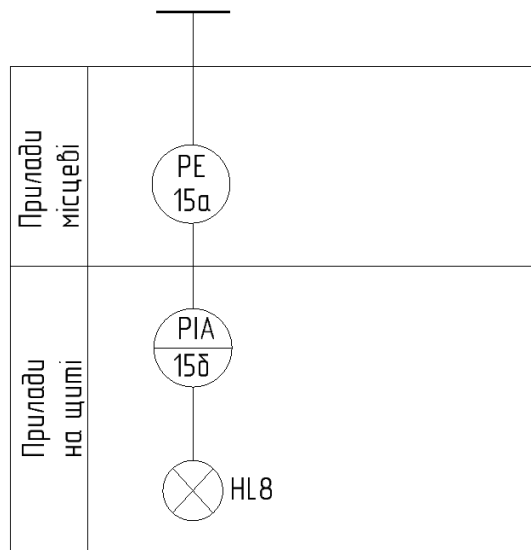 Прилади
місцеві
PE
15а
Прилади
на щиті
PIA
15б
HL8